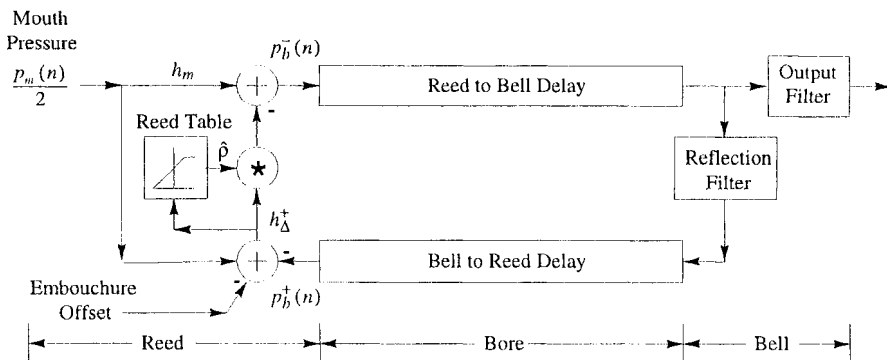 Mouth
Pressure
p_m(n)
2
h_m
p_b^-(n)
+
-
Reed to Bell Delay
Output
Filter
Reed Table
ρ̂
*
Reflection
Filter
h_Δ^+
-
+
-
Bell to Reed Delay
p_b^+(n)
Embouchure
Offset
Reed
Bore
Bell